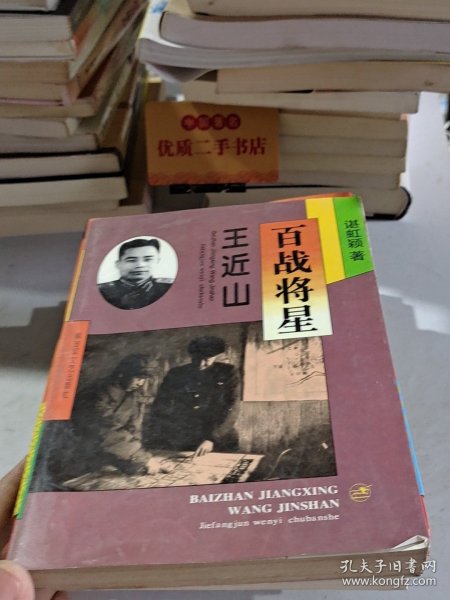 优质二手书店
谌虹颖 著
百战将星
王近山
BAIZHAN JIANGXING
WANG JINSHAN
Jiefangjun wenyi chubanshe
孔夫子旧书网
www.kongfz.com